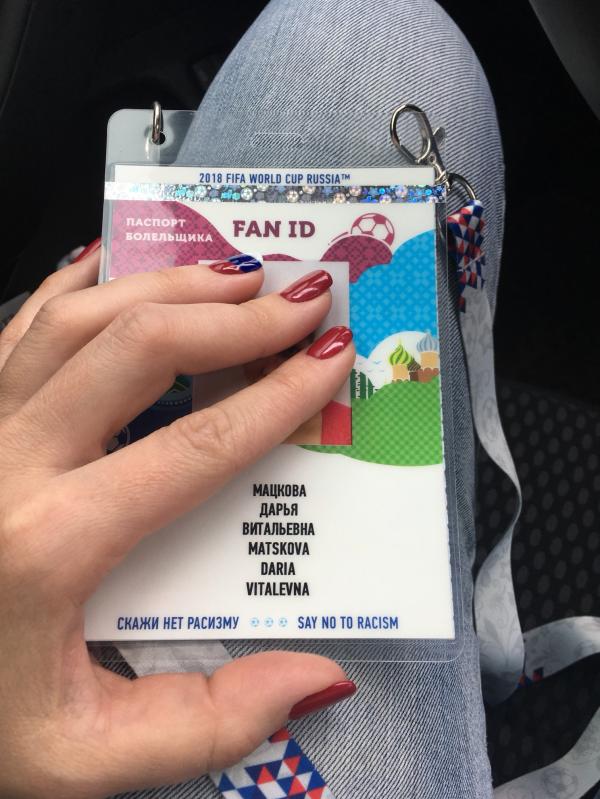 2018 FIFA WORLD CUP RUSSIA™
ПАСПОРТ
БОЛЕЛЬЩИКА
FAN ID
МАЦКОВА
ДАРЬЯ
ВИТАЛЬЕВНА
MATSKOVA
DARIA
VITALEVNA
СКАЖИ НЕТ РАСИЗМУ SAY NO TO RACISM